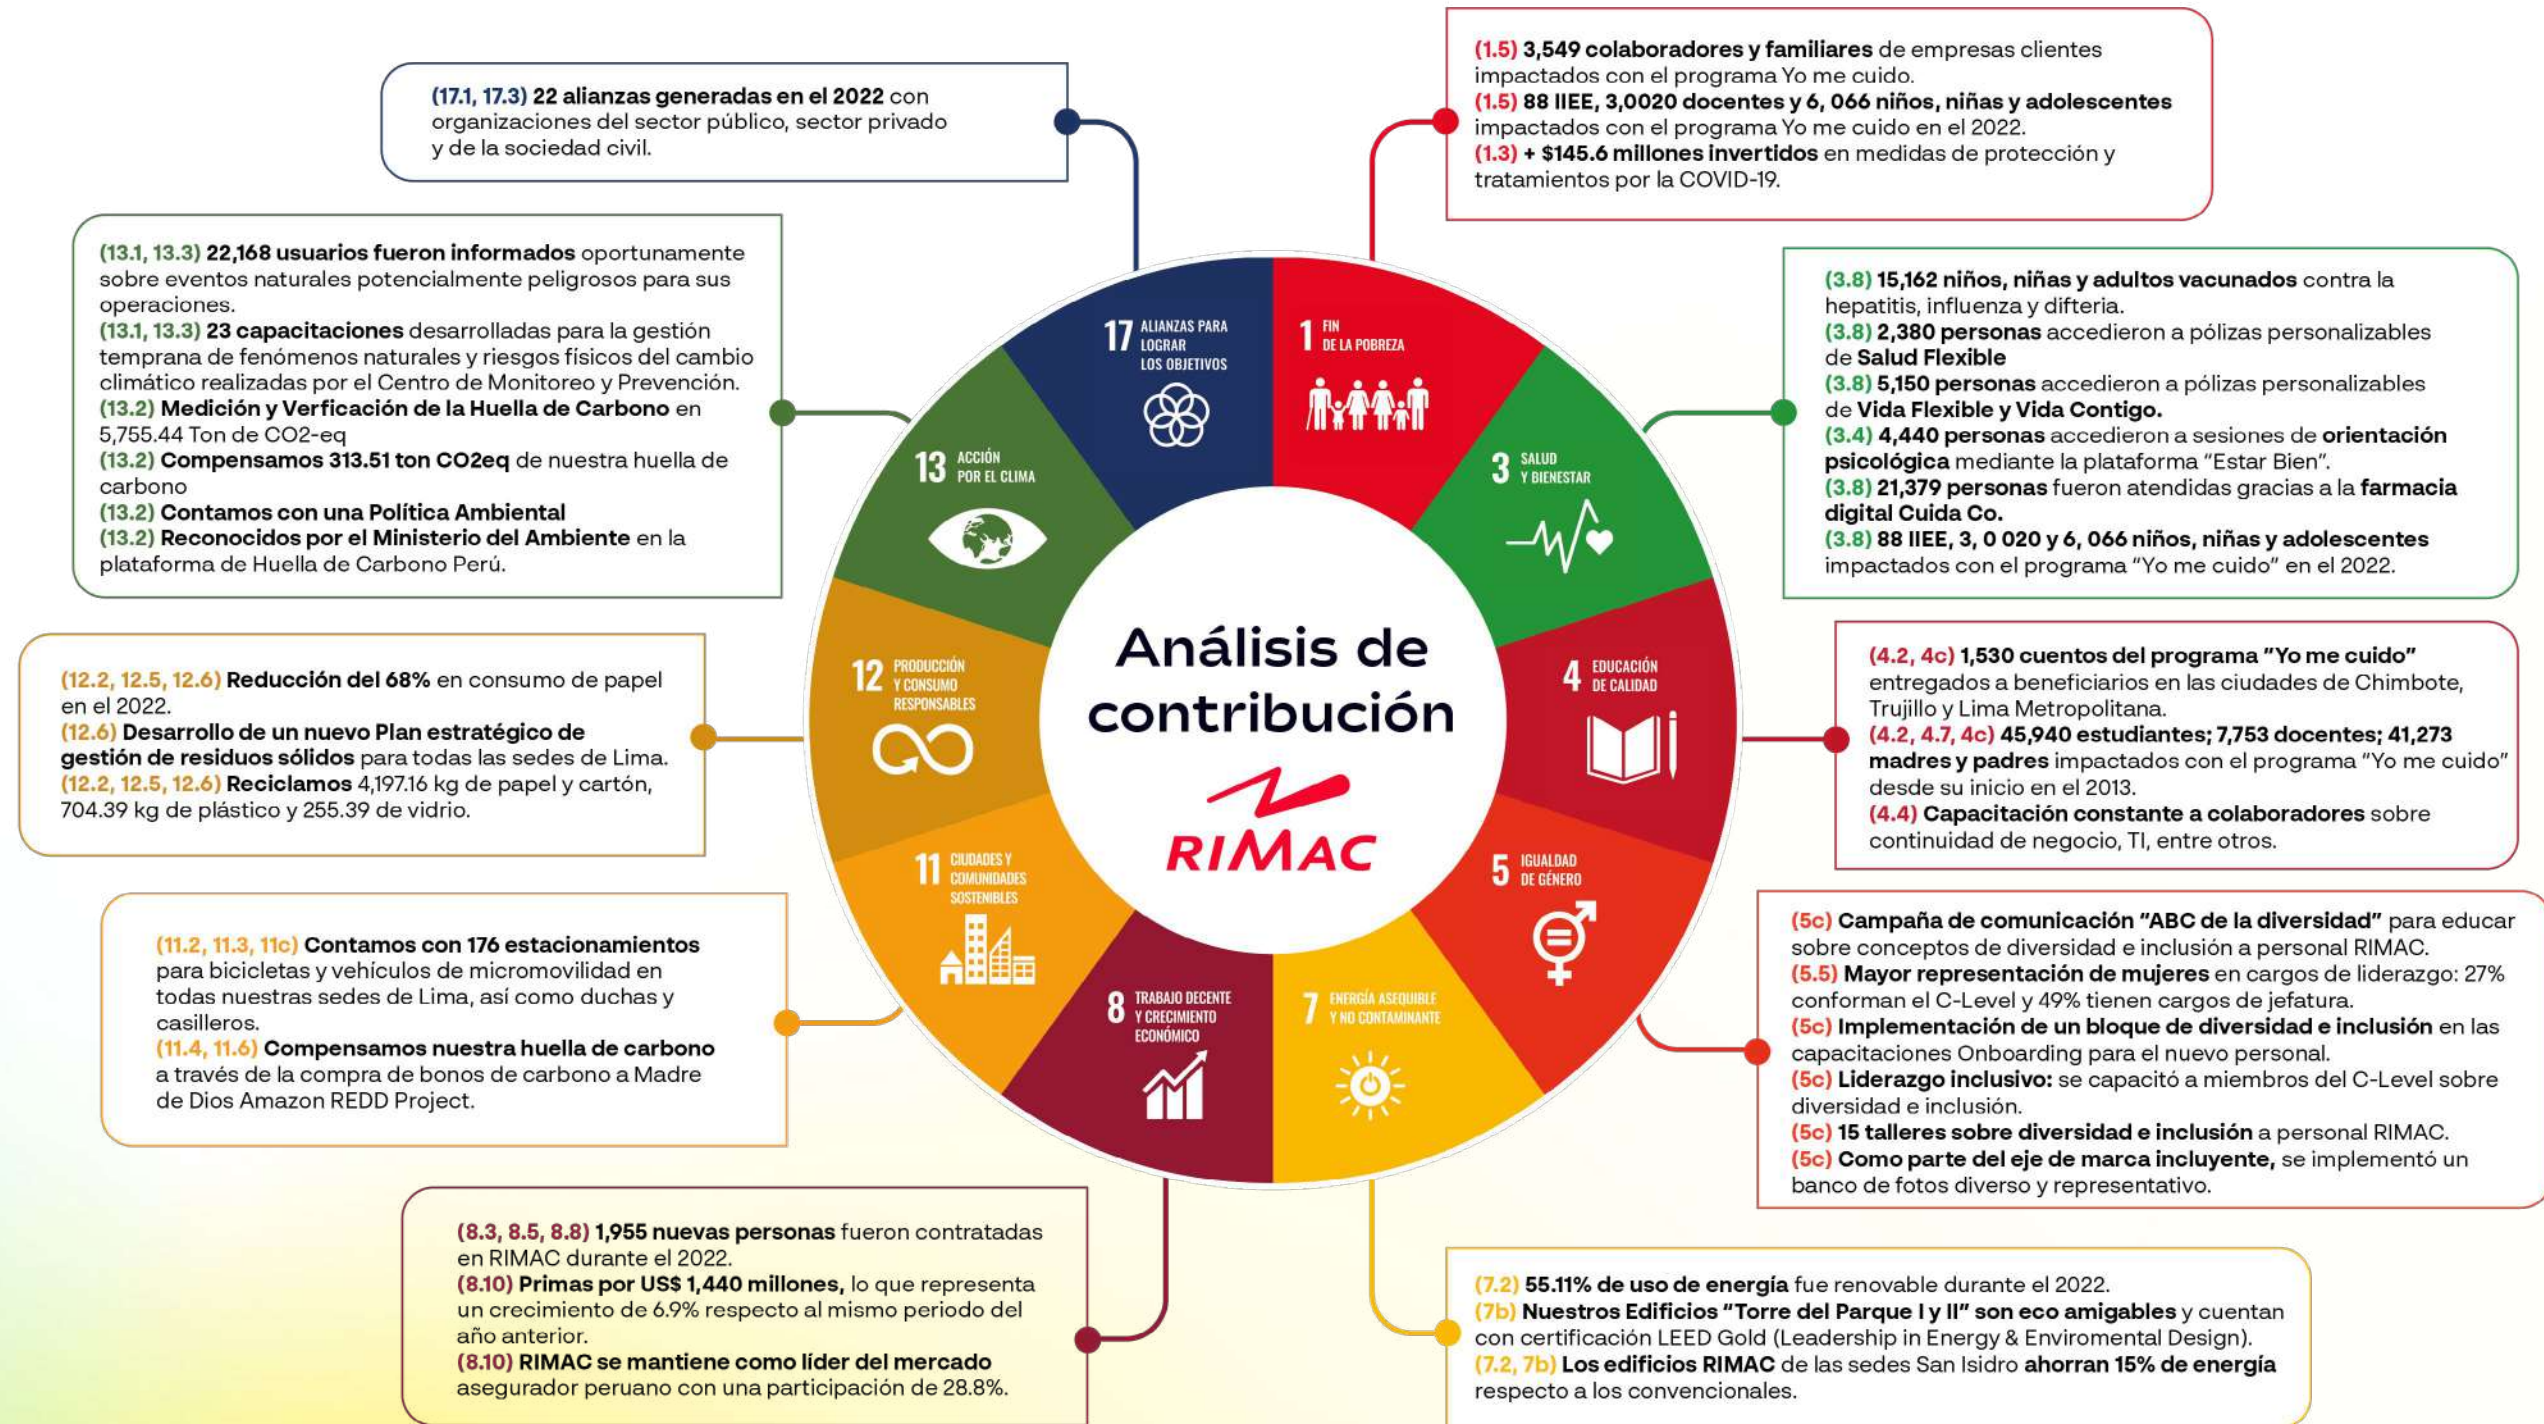 (17.1, 17.3) 22 alianzas generadas en el 2022 con
organizaciones del sector público, sector privado
y de la sociedad civil.
(1.5) 3,549 colaboradores y familiares de empresas clientes
impactados con el programa Yo me cuido.
(1.5) 88 IIEE, 3,0020 docentes y 6, 066 niños, niñas y adolescentes
impactados con el programa Yo me cuido en el 2022.
(1.3) + $145.6 millones invertidos en medidas de protección y
tratamientos por la COVID-19.
(13.1, 13.3) 22,168 usuarios fueron informados oportunamente
sobre eventos naturales potencialmente peligrosos para sus
operaciones.
(13.1, 13.3) 23 capacitaciones desarrolladas para la gestión
temprana de fenómenos naturales y riesgos físicos del cambio
climático realizadas por el Centro de Monitoreo y Prevención.
(13.2) Medición y Verficación de la Huella de Carbono en
5,755.44 Ton de CO2-eq
(13.2) Compensamos 313.51 ton CO2eq de nuestra huella de
carbono
(13.2) Contamos con una Política Ambiental
(13.2) Reconocidos por el Ministerio del Ambiente en la
plataforma de Huella de Carbono Perú.
(3.8) 15,162 niños, niñas y adultos vacunados contra la
hepatitis, influenza y difteria.
(3.8) 2,380 personas accedieron a pólizas personalizables
de Salud Flexible
(3.8) 5,150 personas accedieron a pólizas personalizables
de Vida Flexible y Vida Contigo.
(3.4) 4,440 personas accedieron a sesiones de orientación
psicológica mediante la plataforma “Estar Bien”.
(3.8) 21,379 personas fueron atendidas gracias a la farmacia
digital Cuida Co.
(3.8) 88 IIEE, 3, 0 020 y 6, 066 niños, niñas y adolescentes
impactados con el programa “Yo me cuido” en el 2022.
17 ALIANZAS PARA
LOGRAR
LOS OBJETIVOS
1 FIN
DE LA POBREZA
13 ACCIÓN
POR EL CLIMA
3 SALUD
Y BIENESTAR
12 PRODUCCIÓN
Y CONSUMO
RESPONSABLES
4 EDUCACIÓN
DE CALIDAD
11 CIUDADES Y
COMUNIDADES
SOSTENIBLES
5 IGUALDAD
DE GÉNERO
8 TRABAJO DECENTE
Y CRECIMIENTO
ECONÓMICO
7 ENERGÍA ASEQUIBLE
Y NO CONTAMINANTE
Análisis de
contribución
RIMAC
(12.2, 12.5, 12.6) Reducción del 68% en consumo de papel
en el 2022.
(12.6) Desarrollo de un nuevo Plan estratégico de
gestión de residuos sólidos para todas las sedes de Lima.
(12.2, 12.5, 12.6) Reciclamos 4,197.16 kg de papel y cartón,
704.39 kg de plástico y 255.39 de vidrio.
(4.2, 4c) 1,530 cuentos del programa “Yo me cuido”
entregados a beneficiarios en las ciudades de Chimbote,
Trujillo y Lima Metropolitana.
(4.2, 4.7, 4c) 45,940 estudiantes; 7,753 docentes; 41,273
madres y padres impactados con el programa “Yo me cuido”
desde su inicio en el 2013.
(4.4) Capacitación constante a colaboradores sobre
continuidad de negocio, TI, entre otros.
(11.2, 11.3, 11c) Contamos con 176 estacionamientos
para bicicletas y vehículos de micromovilidad en
todas nuestras sedes de Lima, así como duchas y
casilleros.
(11.4, 11.6) Compensamos nuestra huella de carbono
a través de la compra de bonos de carbono a Madre
de Dios Amazon REDD Project.
(5c) Campaña de comunicación “ABC de la diversidad” para educar
sobre conceptos de diversidad e inclusión a personal RIMAC.
(5.5) Mayor representación de mujeres en cargos de liderazgo: 27%
conforman el C-Level y 49% tienen cargos de jefatura.
(5c) Implementación de un bloque de diversidad e inclusión en las
capacitaciones Onboarding para el nuevo personal.
(5c) Liderazgo inclusivo: se capacitó a miembros del C-Level sobre
diversidad e inclusión.
(5c) 15 talleres sobre diversidad e inclusión a personal RIMAC.
(5c) Como parte del eje de marca incluyente, se implementó un
banco de fotos diverso y representativo.
(8.3, 8.5, 8.8) 1,955 nuevas personas fueron contratadas
en RIMAC durante el 2022.
(8.10) Primas por US$ 1,440 millones, lo que representa
un crecimiento de 6.9% respecto al mismo periodo del
año anterior.
(8.10) RIMAC se mantiene como líder del mercado
asegurador peruano con una participación de 28.8%.
(7.2) 55.11% de uso de energía fue renovable durante el 2022.
(7b) Nuestros Edificios “Torre del Parque I y II” son eco amigables y cuentan
con certificación LEED Gold (Leadership in Energy & Enviromental Design).
(7.2, 7b) Los edificios RIMAC de las sedes San Isidro ahorran 15% de energía
respecto a los convencionales.